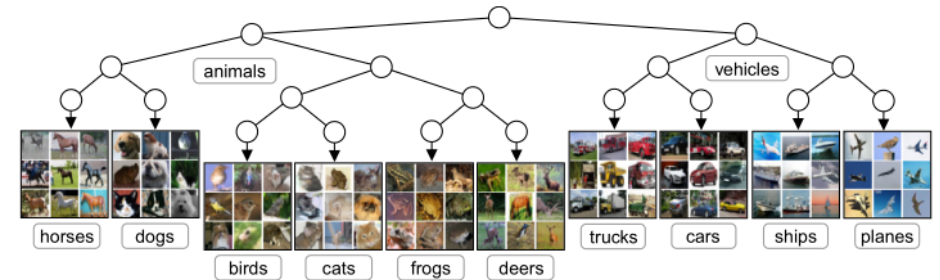 animals
vehicles
horses
dogs
birds
cats
frogs
deers
trucks
cars
ships
planes